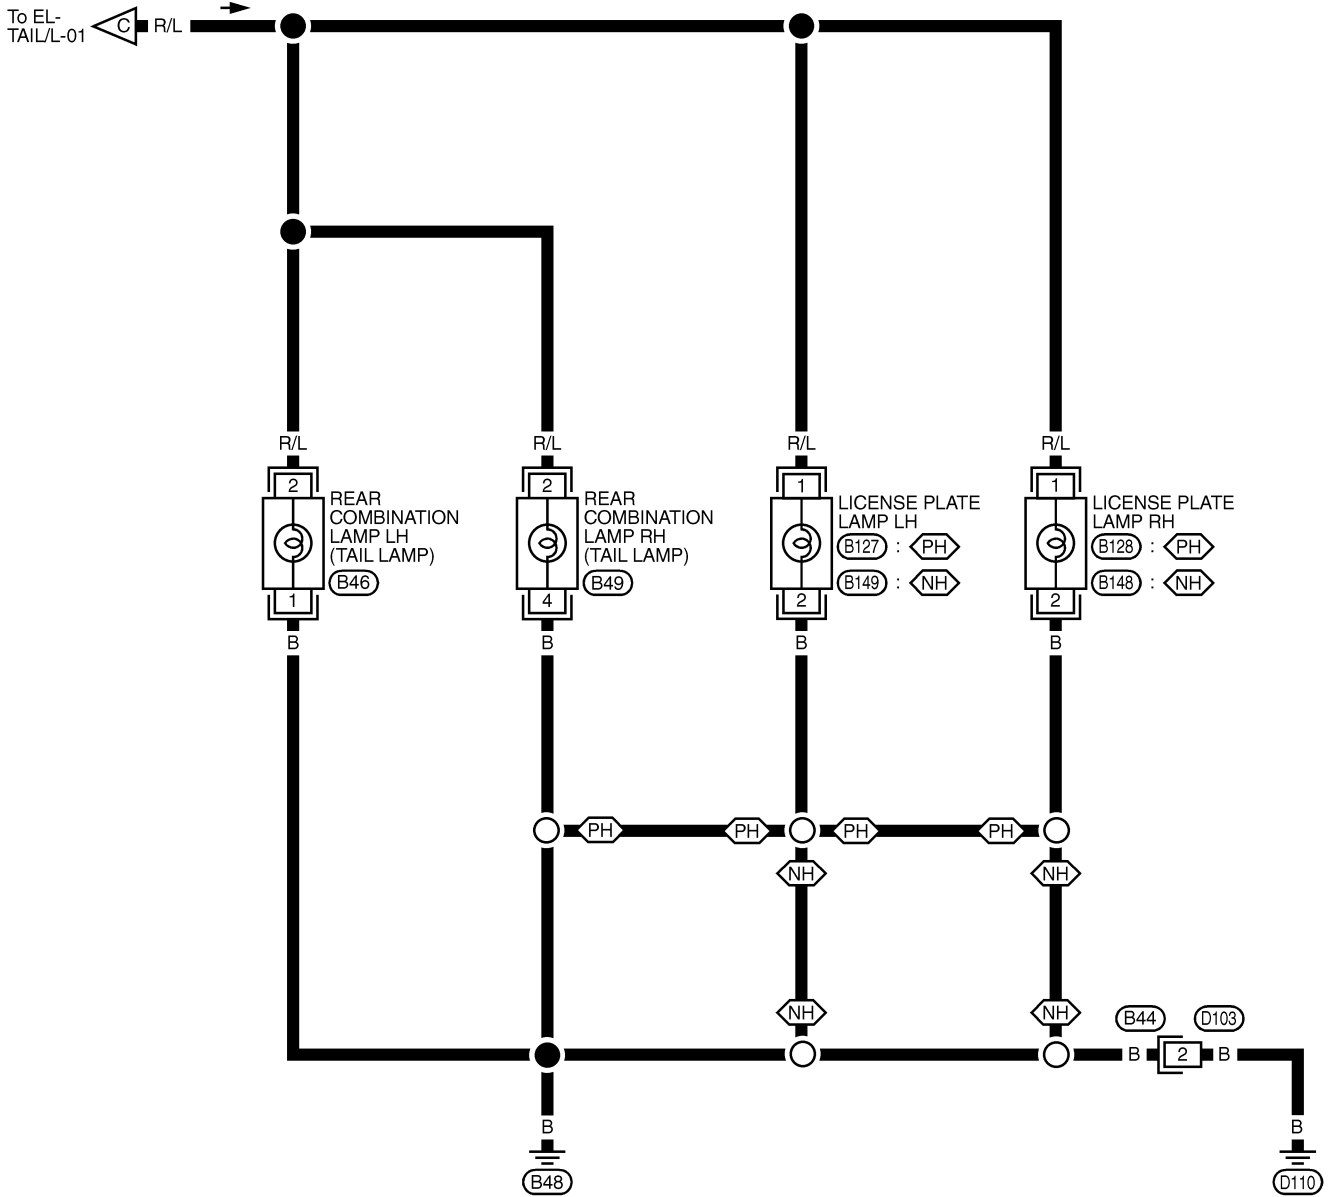 To EL-
TAIL/L-01
C
R/L
R/L
R/L
R/L
R/L
2
2
1
1
REAR
COMBINATION
LAMP LH
(TAIL LAMP)
B46
REAR
COMBINATION
LAMP RH
(TAIL LAMP)
B49
LICENSE PLATE
LAMP LH
B127 : PH
B149 : NH
LICENSE PLATE
LAMP RH
B128 : PH
B148 : NH
1
4
2
2
B
B
B
B
PH
PH
PH
PH
NH
NH
NH
NH
B44
D103
B
2
B
B
B
B48
D110